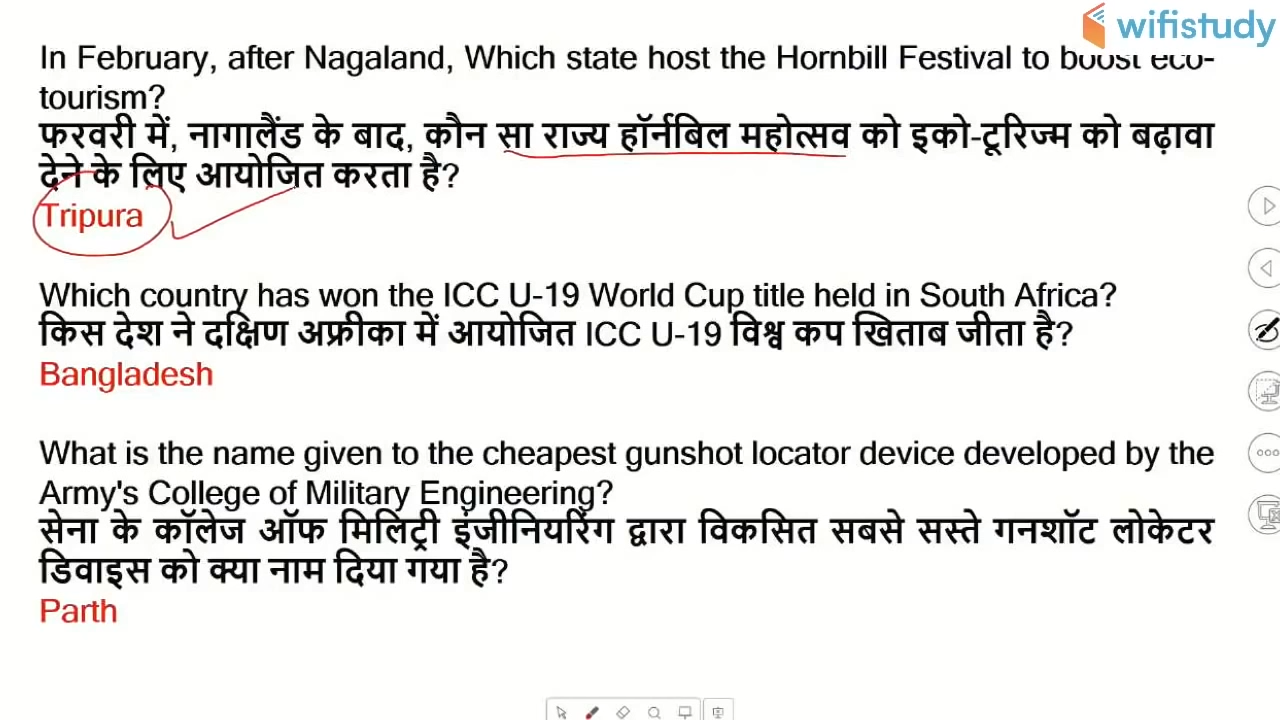 wifistudy
In February, after Nagaland, Which state host the Hornbill Festival to boost eco-
tourism?
फरवरी में, नागालैंड के बाद, कौन सा राज्य हॉर्नबिल महोत्सव को इको-टूरिज्म को बढ़ावा
देने के लिए आयोजित करता है?
Tripura
Which country has won the ICC U-19 World Cup title held in South Africa?
किस देश ने दक्षिण अफ्रीका में आयोजित ICC U-19 विश्व कप खिताब जीता है?
Bangladesh
What is the name given to the cheapest gunshot locator device developed by the
Army's College of Military Engineering?
सेना के कॉलेज ऑफ मिलिट्री इंजीनियरिंग द्वारा विकसित सबसे सस्ते गनशॉट लोकेटर
डिवाइस को क्या नाम दिया गया है?
Parth